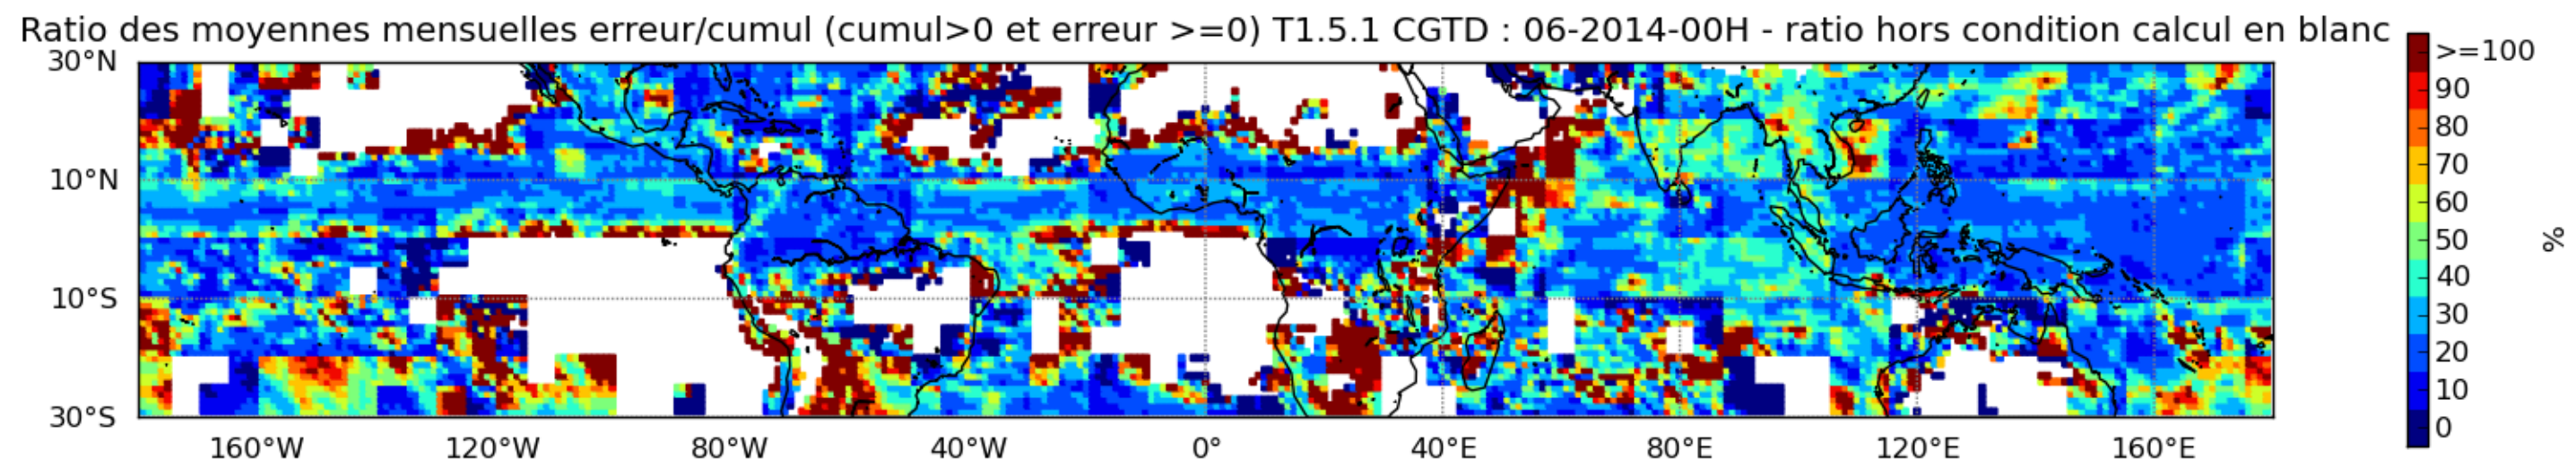 Ratio des moyennes mensuelles erreur/cumul (cumul>0 et erreur >=0) T1.5.1 CGTD : 06-2014-00H - ratio hors condition calcul en blanc
30°N
10°N
10°S
30°S
160°W 120°W 80°W 40°W 0° 40°E 80°E 120°E 160°E
>=100
90
80
70
60
50
40
30
20
10
0
%